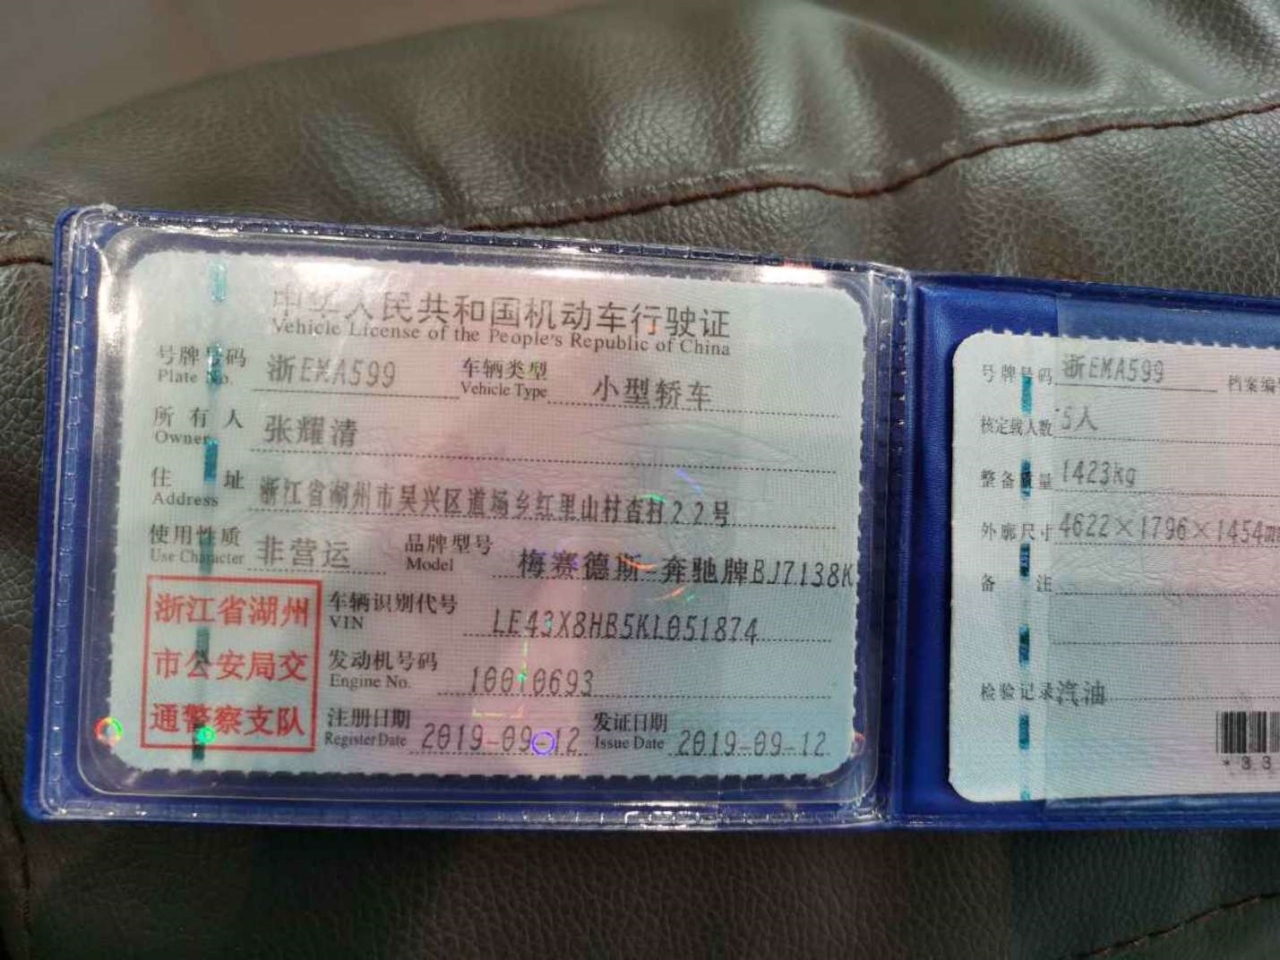 中华人民共和国机动车行驶证
Vehicle License of the People's Republic of China
号牌号码 浙EMA599 车辆类型 小型轿车
Plate No. Vehicle Type
所有人 张耀清
Owner
住址 浙江省湖州市吴兴区道场乡红里山村杳村22号
Address
使用性质 非营运 品牌型号 梅赛德斯-奔驰牌BJ7138K
Use Character Model
浙江省湖州
市公安局交
通警察支队
车辆识别代号 LE43X8HB5KL051874
VIN
发动机号码 10010693
Engine No.
注册日期 2019-09-12 发证日期 2019-09-12
Register Date Issue Date
号牌号码 浙EMA599 档案编
核定载人数 5人
整备质量 1423kg
外廓尺寸 4622×1796×1454
备注
检验记录 汽油
*33